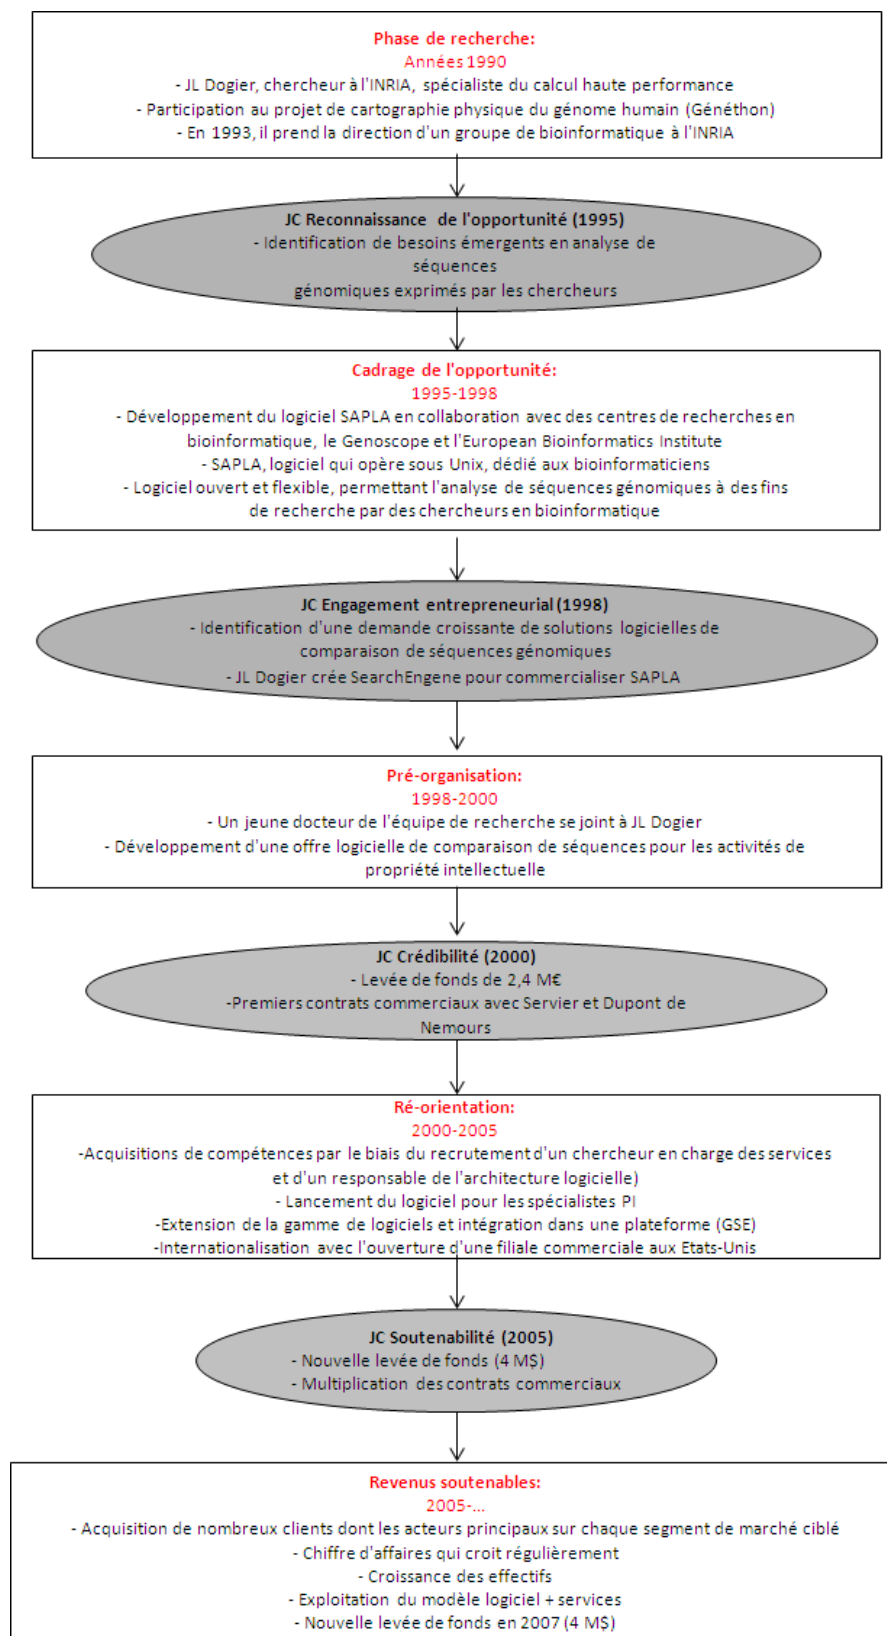 Phase de recherche:
Années 1990
- JL Dogier, chercheur à l'INRIA, spécialiste du calcul haute performance
- Participation au projet de cartographie physique du génome humain (Généthon)
- En 1993, il prend la direction d'un groupe de bioinformatique à l'INRIA
JC Reconnaissance de l'opportunité (1995)
- Identification de besoins émergents en analyse de
séquences
génomiques exprimés par les chercheurs
Cadrage de l'opportunité:
1995-1998
- Développement du logiciel SAPLA en collaboration avec des centres de recherches en
bioinformatique, le Genoscope et l'European Bioinformatics Institute
- SAPLA, logiciel qui opère sous Unix, dédié aux bioinformaticiens
- Logiciel ouvert et flexible, permettant l'analyse de séquences génomiques à des fins
de recherche par des chercheurs en bioinformatique
JC Engagement entrepreneurial (1998)
- Identification d'une demande croissante de solutions logicielles de
comparaison de séquences génomiques
- JL Dogier crée SearchEngene pour commercialiser SAPLA
Pré-organisation:
1998-2000
- Un jeune docteur de l'équipe de recherche se joint à JL Dogier
- Développement d'une offre logicielle de comparaison de séquences pour les activités de
propriété intellectuelle
JC Crédibilité (2000)
- Levée de fonds de 2,4 M€
-Premiers contrats commerciaux avec Servier et Dupont de
Nemours
Ré-orientation:
2000-2005
-Acquisitions de compétences par le biais du recrutement d'un chercheur en charge des services
et d'un responsable de l'architecture logicielle)
- Lancement du logiciel pour les spécialistes PI
-Extension de la gamme de logiciels et intégration dans une plateforme (GSE)
-Internationalisation avec l'ouverture d'une filiale commerciale aux Etats-Unis
JC Soutenabilité (2005)
- Nouvelle levée de fonds (4 M$)
- Multiplication des contrats commerciaux
Revenus soutenables:
2005-...
- Acquisition de nombreux clients dont les acteurs principaux sur chaque segment de marché ciblé
- Chiffre d'affaires qui croit régulièrement
- Croissance des effectifs
- Exploitation du modèle logiciel + services
- Nouvelle levée de fonds en 2007 (4 M$)